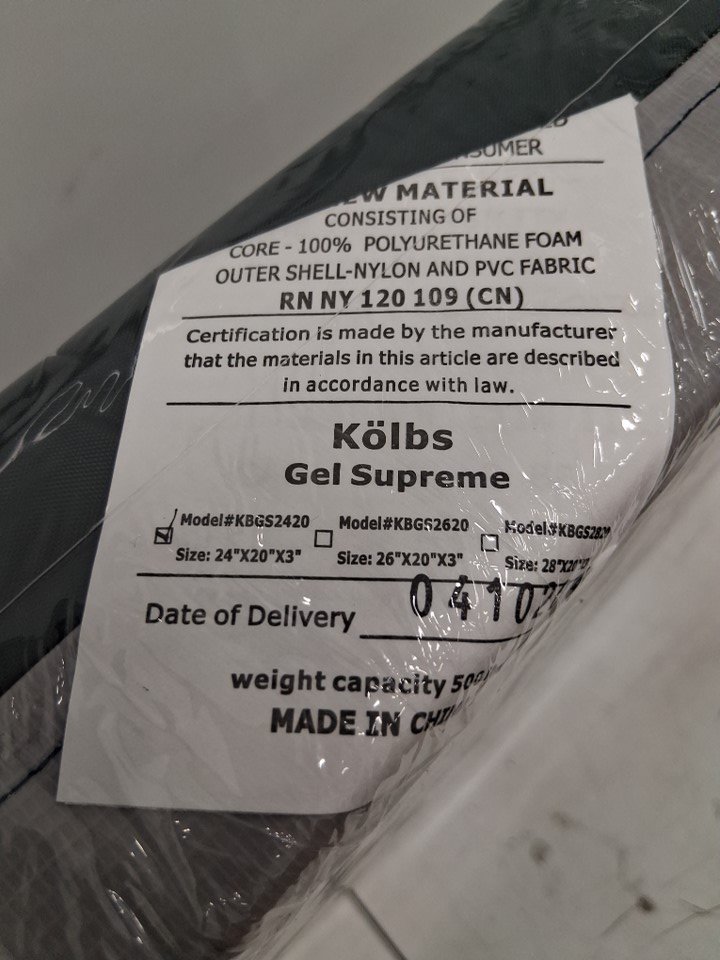 MATERIAL
CONSISTING OF
CORE - 100% POLYURETHANE FOAM
OUTER SHELL-NYLON AND PVC FABRIC
RN NY 120 109 (CN)
Certification is made by the manufacturer
that the materials in this article are described
in accordance with law.
Kölbs
Gel Supreme
Model#KBGS2420 Model#KBGS2620
Size: 24"X20"X3" Size: 26"X20"X3" Size:
Date of Delivery
weight capacity
MADE IN